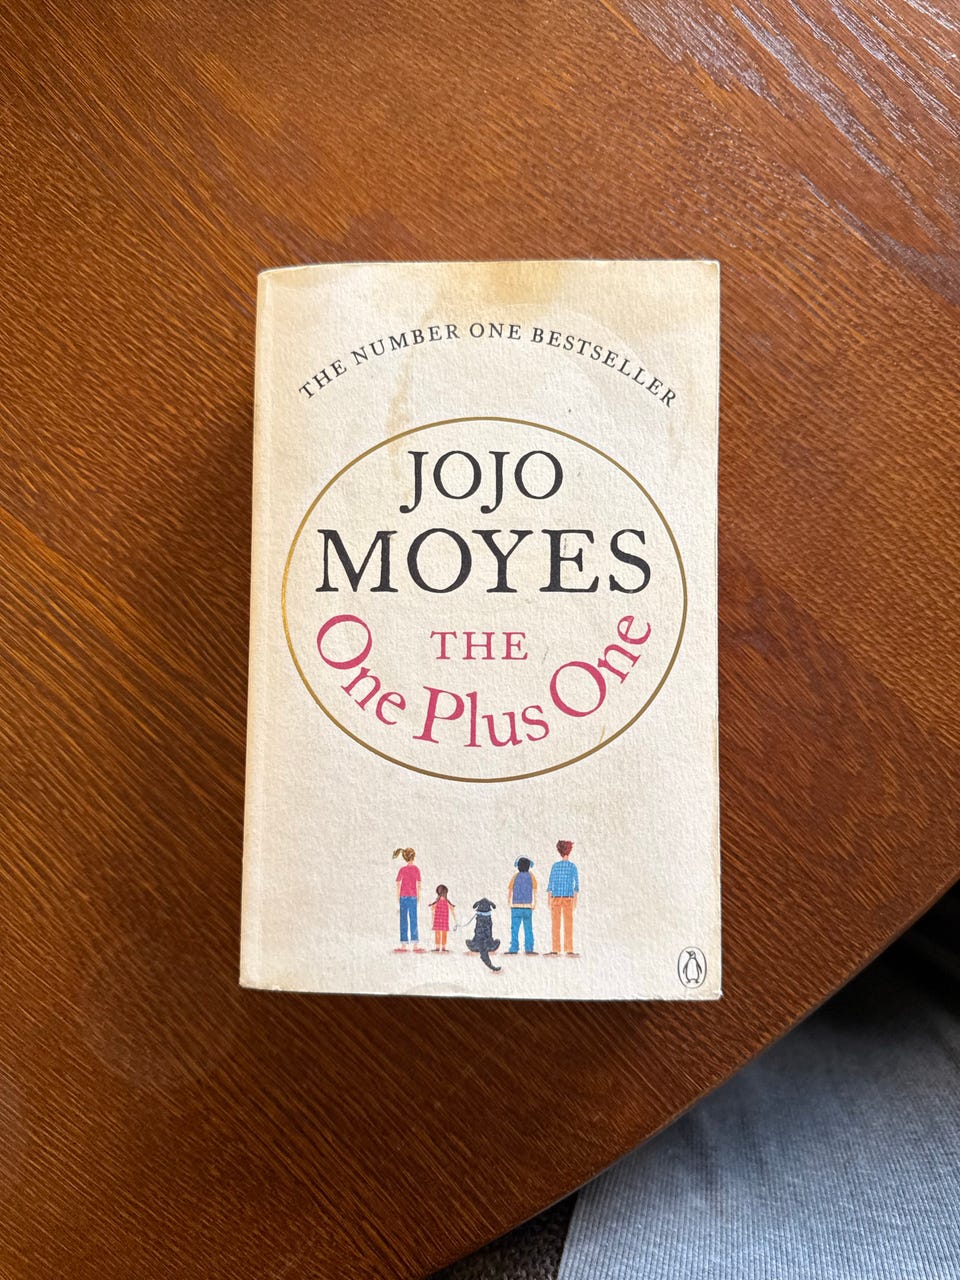 THE NUMBER ONE BESTSELLER
JOJO
MOYES
THE
One Plus One